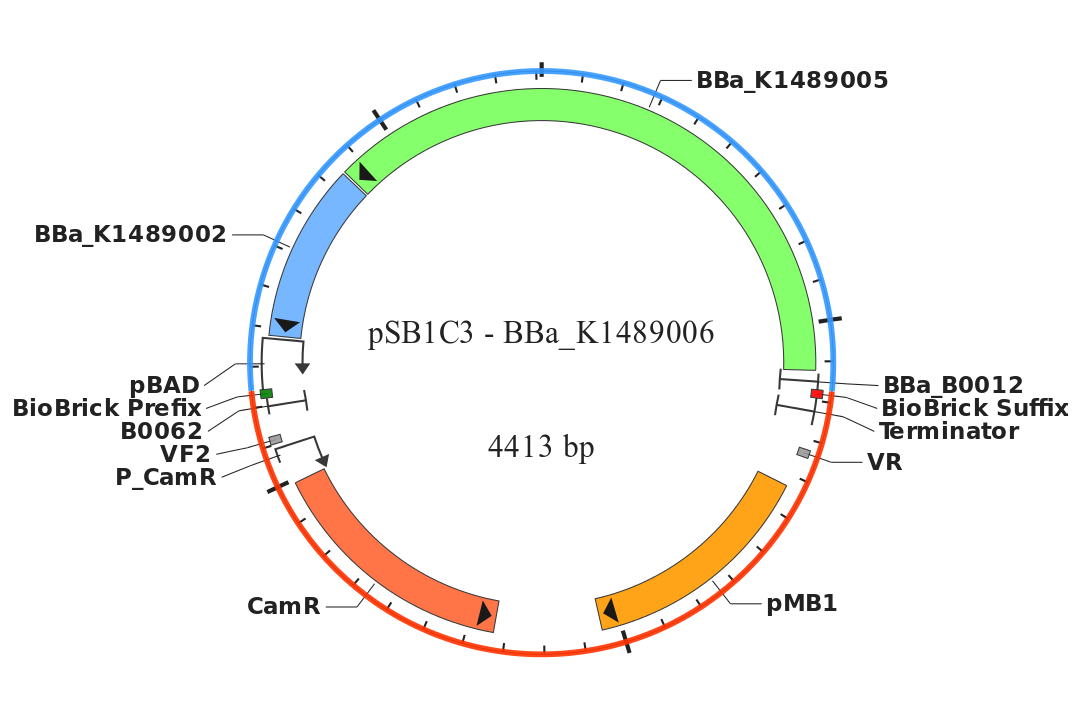 BBa_K1489005
BBa_K1489002
pSB1C3 - BBa_K1489006
pBAD
BBa_B0012
BioBrick Prefix
BioBrick Suffix
B0062
Terminator
4413 bp
VF2
VR
P_CamR
CamR
pMB1